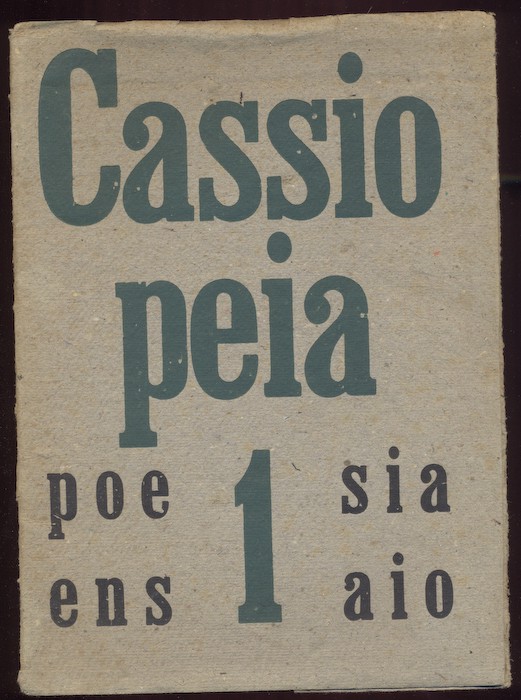 Cassio
peia
poe 1 sia
ens aio